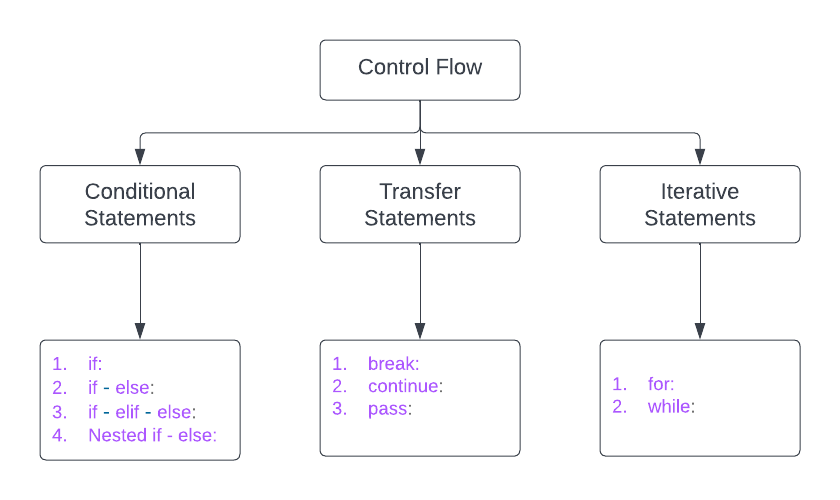 Control Flow
Conditional
Statements
Transfer
Statements
Iterative
Statements
1. if:
2. if - else:
3. if - elif - else:
4. Nested if - else:
1. break:
2. continue:
3. pass:
1. for:
2. while: